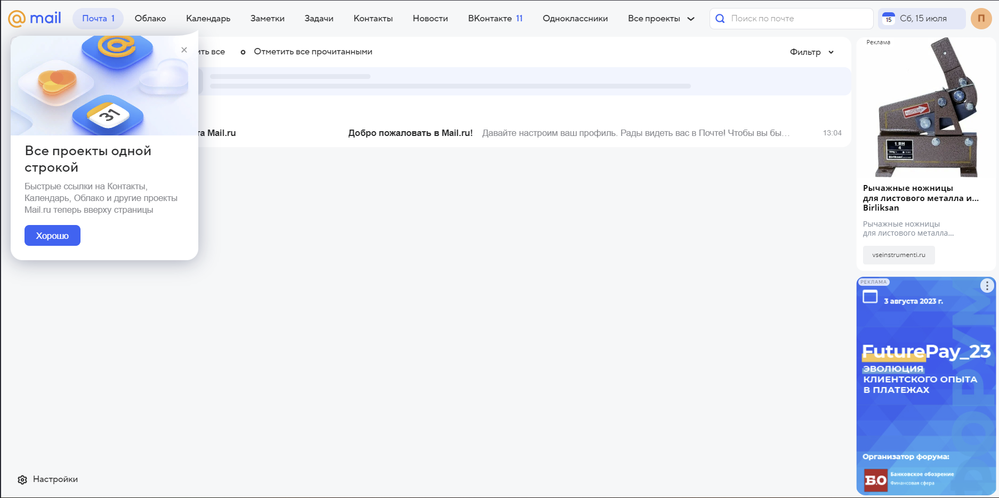 mail
Почта 1
Облако
Календарь
Заметки
Задачи
Контакты
Новости
ВКонтакте 11
Одноклассники
Все проекты
Поиск по почте
15
Сб, 15 июля
П
ить все
Отметить все прочитанными
Фильтр
та Mail.ru
Добро пожаловать в Mail.ru! Давайте настроим ваш профиль. Рады видеть вас в Почте! Чтобы вы бы…
13:04
31
Все проекты одной
строкой
Быстрые ссылки на Контакты,
Календарь, Облако и другие проекты
Mail.ru теперь вверху страницы
Хорошо
Настройки
Реклама
1 ВН
4
Birliksan
Рычажные ножницы
для листового металла и...
Birliksan
Рычажные ножницы
для листового металла...
vseinstrumenti.ru
РЕКЛАМА
3 августа 2023 г.
ФОРУМ
FuturePay_23
ЭВОЛЮЦИЯ
КЛИЕНТСКОГО ОПЫТА
В ПЛАТЕЖАХ
Организатор форума:
Б.О
Банковское обозрение
Финансовая сфера